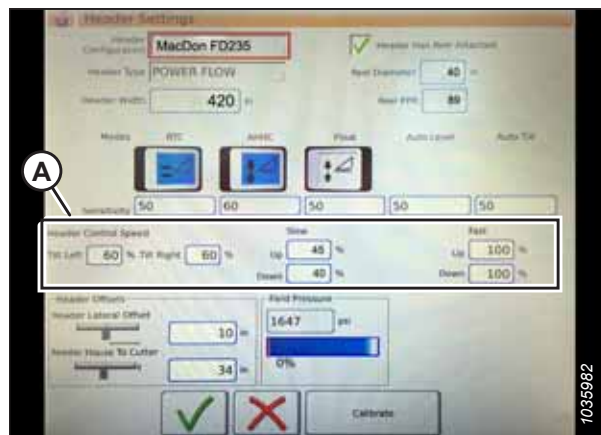 Header Settings
Header Configuration MacDon FD235 Header Has Reel Attached
Header Type POWER FLOW Reel Diameter 40 in
Header Width 420 in Reel PPR 89
Modes RTC AHHC Float Auto Level Auto Tilt
Sensitivity 50 60 50 50 50
A
Header Control Speed Slow Fast
Tilt Left 60 % Tilt Right 60 % Up 45 % Up 100 %
Down 40 % Down 100 %
Header Offsets Field Pressure
Header Lateral Offset 10 in 1647 psi
Feeder House To Cutter 34 in 0%
Calibrate
1035982